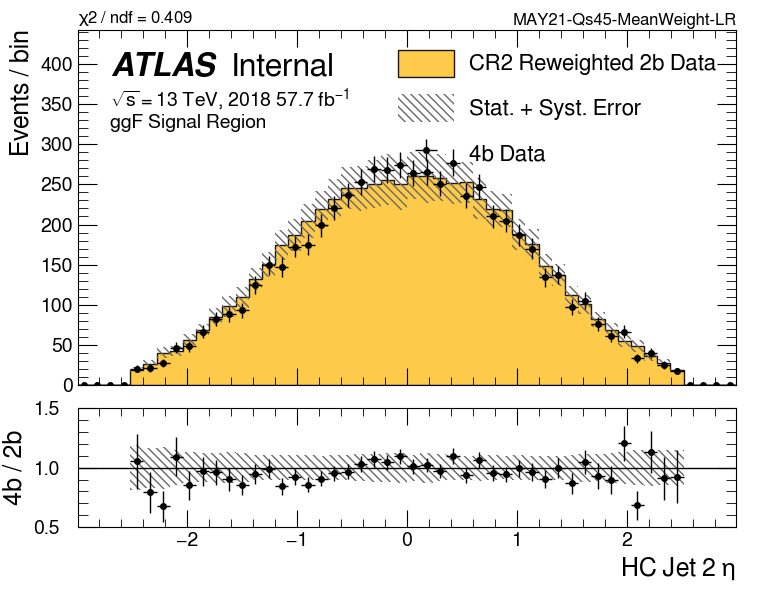 χ² / ndf = 0.409
MAY21-Qs45-MeanWeight-LR
ATLAS Internal
√s = 13 TeV, 2018 57.7 fb⁻¹
ggF Signal Region
CR2 Reweighted 2b Data
Stat. + Syst. Error
4b Data
Events / bin
400
350
300
250
200
150
100
50
0
4b / 2b
1.5
1.0
0.5
−2
−1
0
1
2
HC Jet 2 η